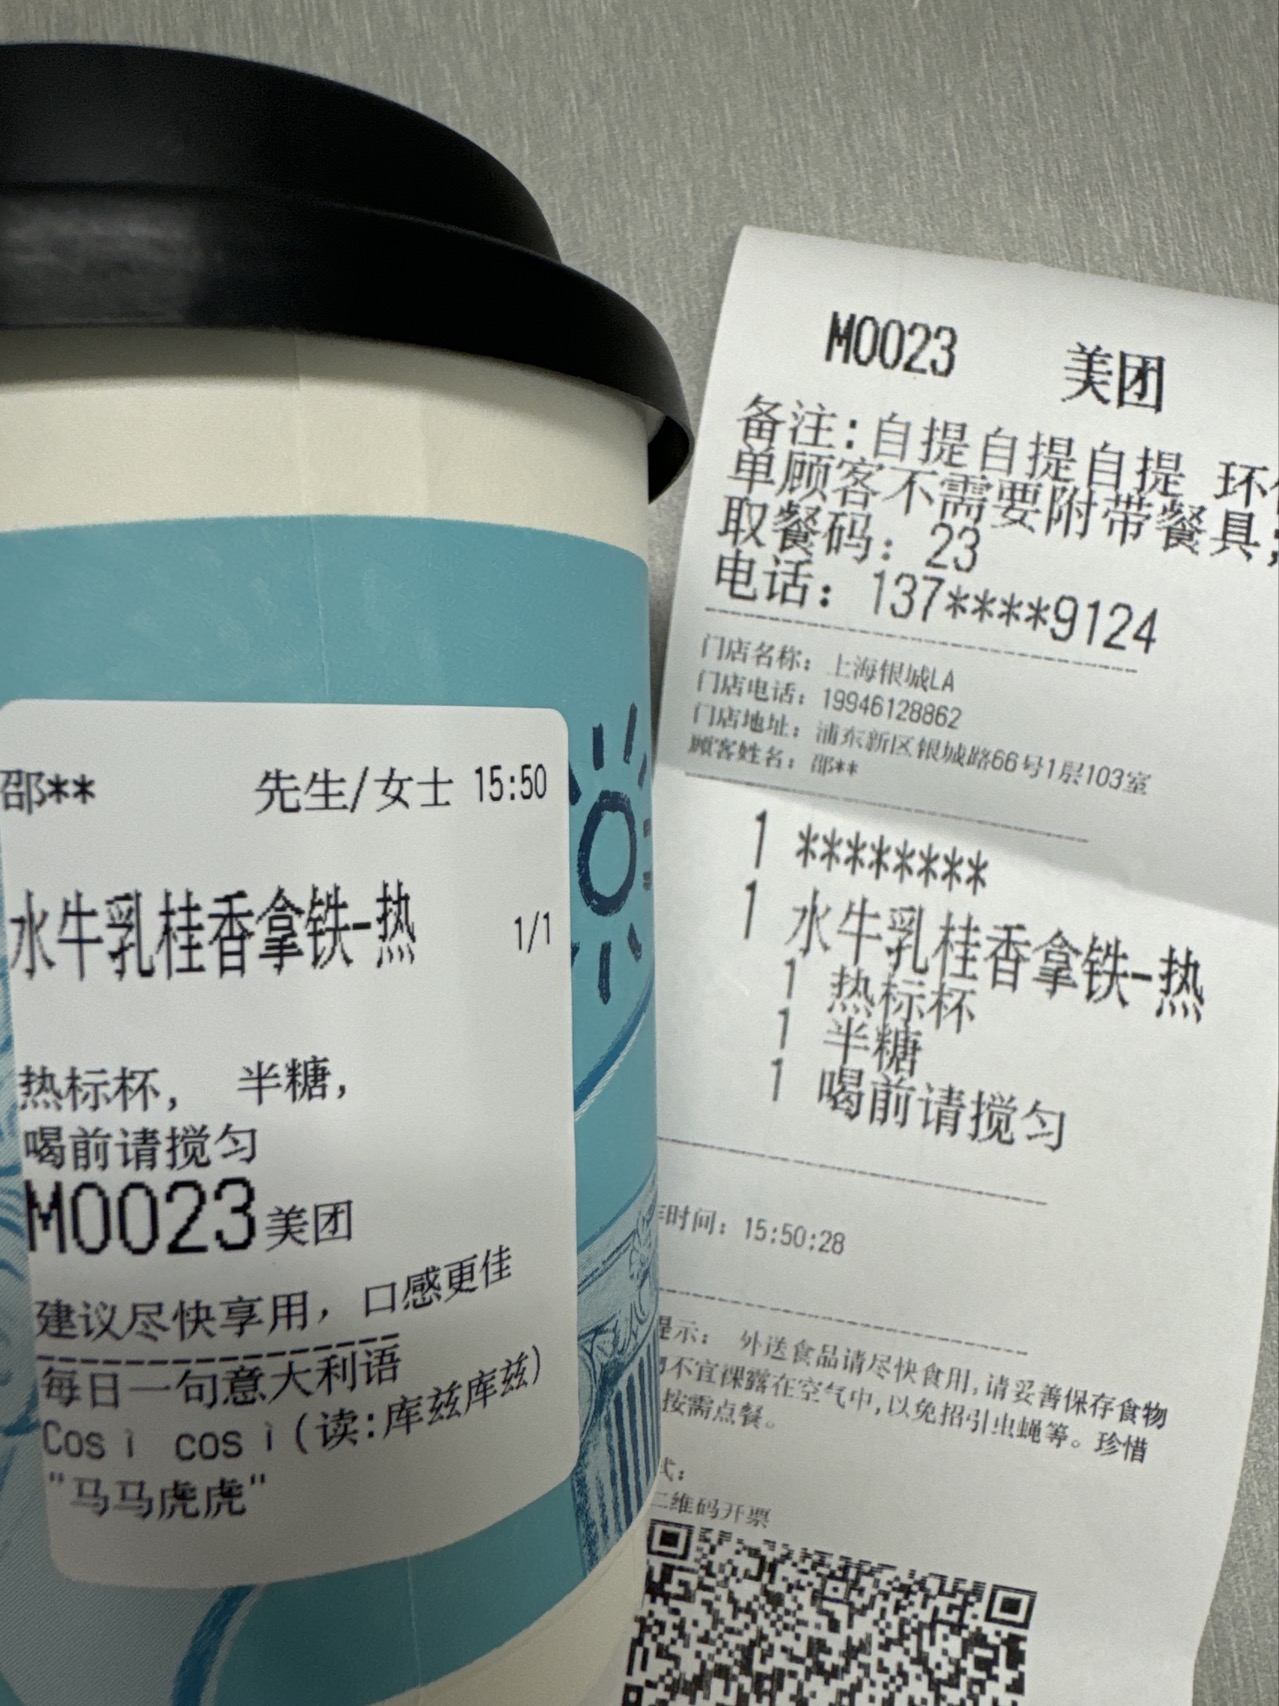 邵** 先生/女士 15:50
水牛乳桂香拿铁-热 1/1
热标杯, 半糖,
喝前请搅匀
M0023美团
建议尽快享用，口感更佳
每日一句意大利语
Così così(读:库兹库兹)
"马马虎虎"
M0023 美团
备注:自提自提自提 环
单顾客不需要附带餐具;
取餐码: 23
电话: 137****9124
门店名称: 上海银城LA
门店电话: 19946128862
门店地址: 浦东新区银城路66号1层103室
顾客姓名: 邵**
1 ********
1 水牛乳桂香拿铁-热
1 热标杯
1 半糖
1 喝前请搅匀
时间: 15:50:28
提示: 外送食品请尽快食用,请妥善保存食物
不宜裸露在空气中,以免招引虫蝇等。珍惜
按需点餐。
式:
二维码开票